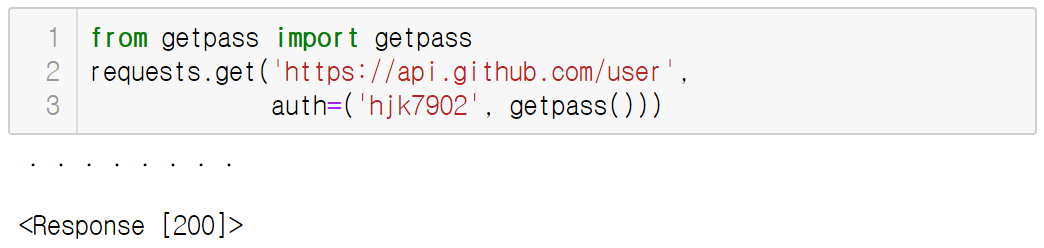 1 from getpass import getpass
2 requests.get('https://api.github.com/user',
3              auth=('hjk7902', getpass()))
· · · · · · · ·
<Response [200]>